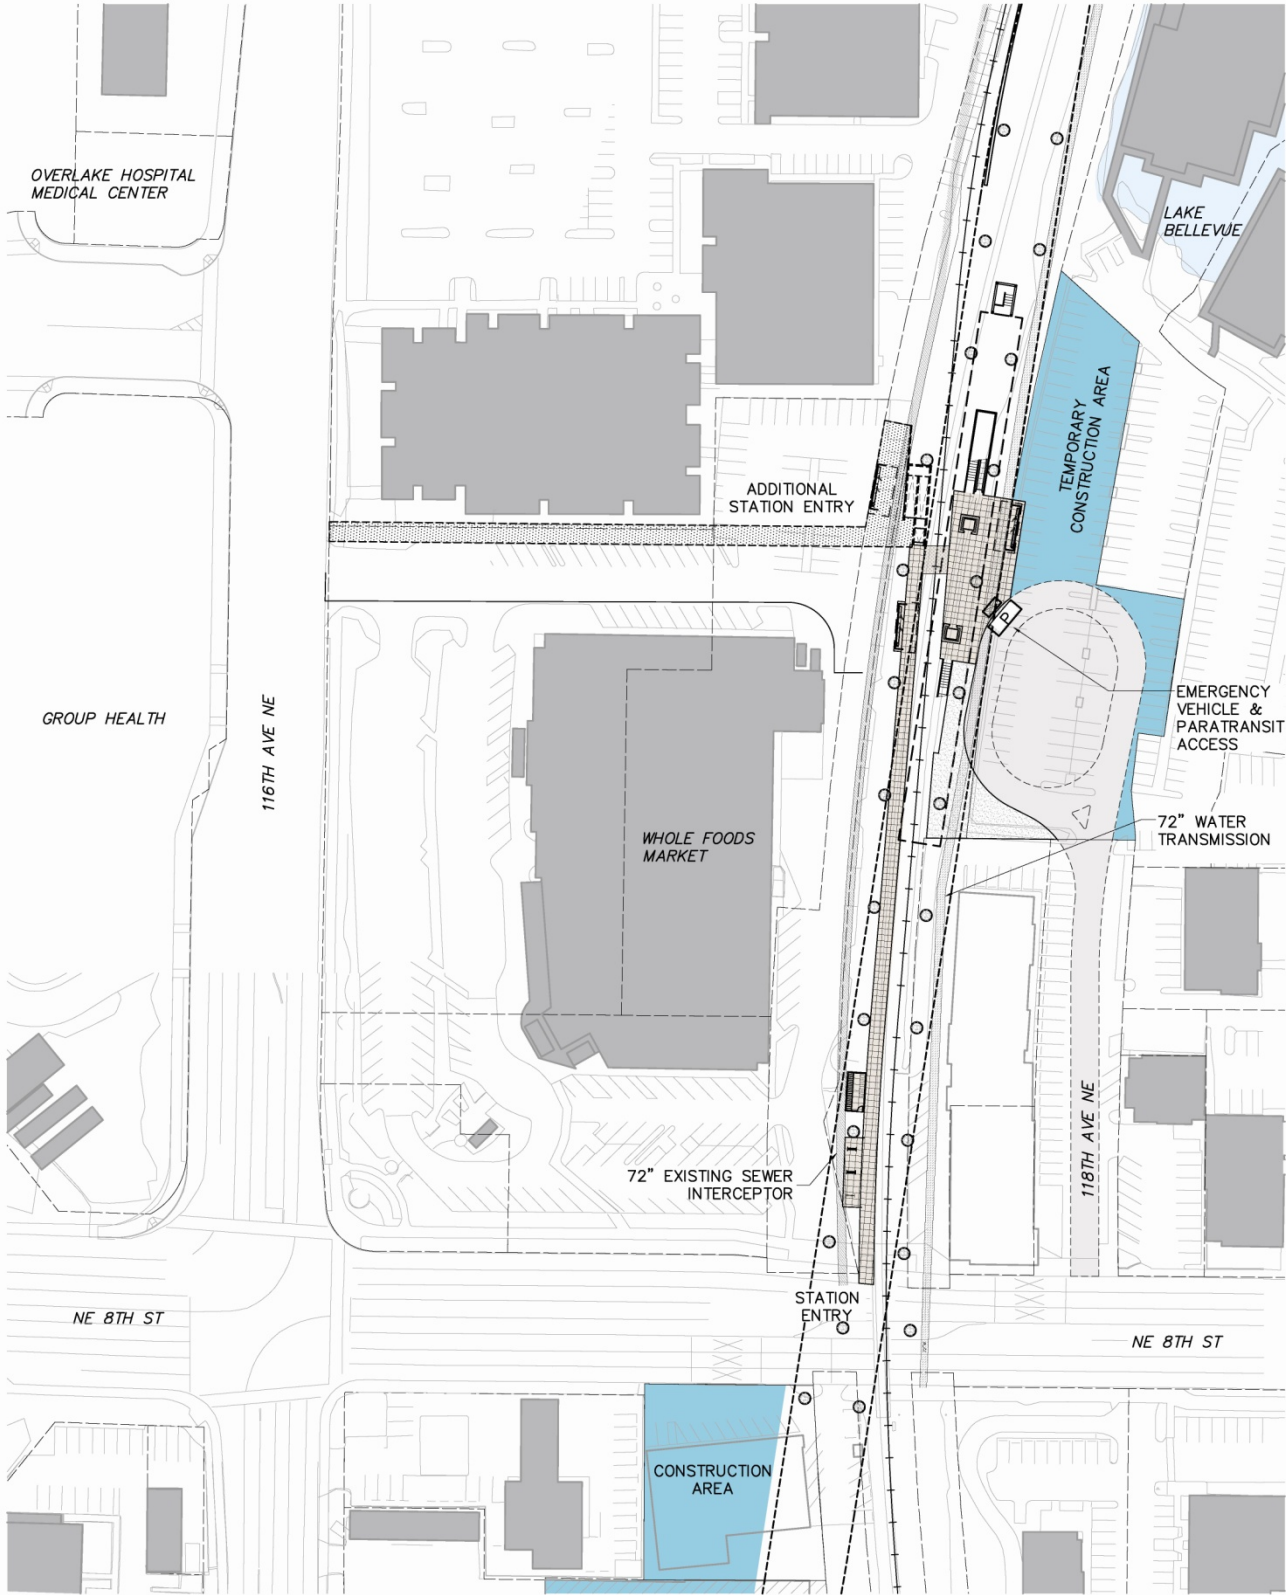 OVERLAKE HOSPITAL
MEDICAL CENTER
LAKE
BELLEVUE
TEMPORARY
CONSTRUCTION AREA
ADDITIONAL
STATION ENTRY
P
EMERGENCY
VEHICLE &
PARATRANSIT
ACCESS
GROUP HEALTH
116TH AVE NE
WHOLE FOODS
MARKET
72" WATER
TRANSMISSION
118TH AVE NE
72" EXISTING SEWER
INTERCEPTOR
STATION
ENTRY
NE 8TH ST
NE 8TH ST
CONSTRUCTION
AREA